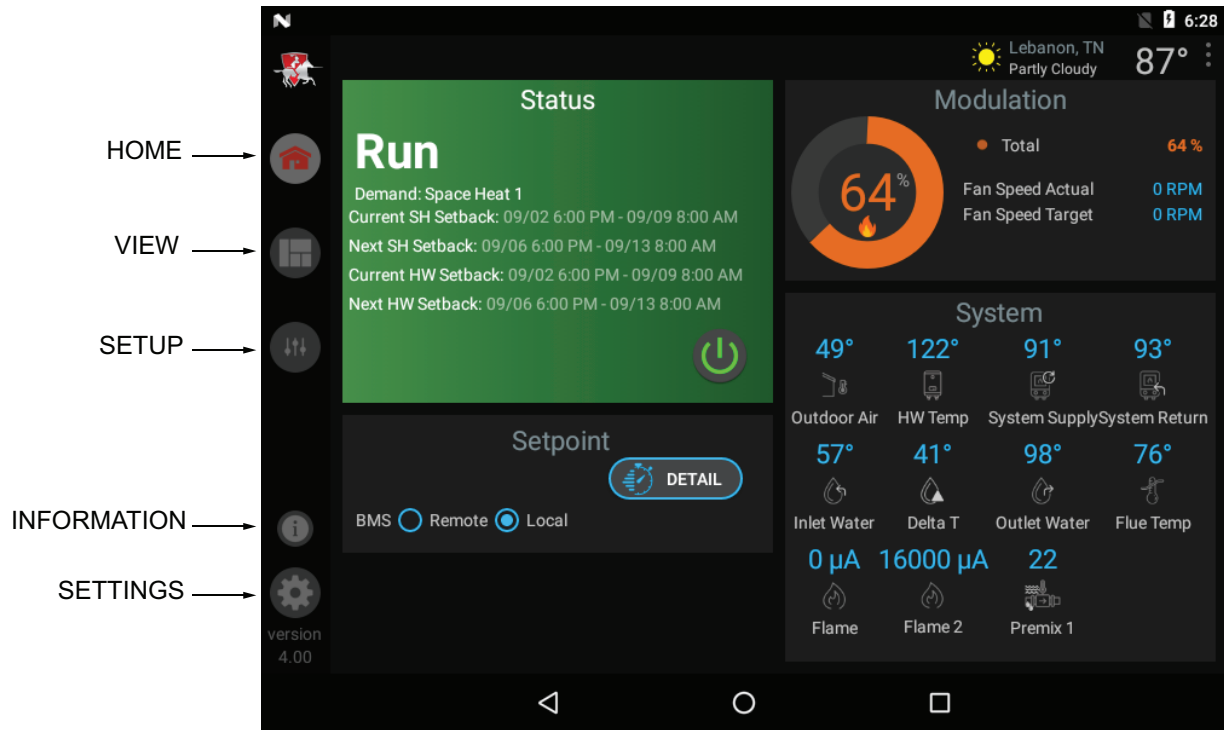 6:28
Lebanon, TN
Partly Cloudy
87°
HOME
VIEW
SETUP
INFORMATION
SETTINGS
version
4.00
Status
Run
Demand: Space Heat 1
Current SH Setback: 09/02 6:00 PM - 09/09 8:00 AM
Next SH Setback: 09/06 6:00 PM - 09/13 8:00 AM
Current HW Setback: 09/02 6:00 PM - 09/09 8:00 AM
Next HW Setback: 09/06 6:00 PM - 09/13 8:00 AM
Setpoint
DETAIL
BMS Remote Local
Modulation
64%
Total 64 %
Fan Speed Actual 0 RPM
Fan Speed Target 0 RPM
System
49° 122° 91° 93°
Outdoor Air HW Temp System Supply System Return
57° 41° 98° 76°
Inlet Water Delta T Outlet Water Flue Temp
0 µA 16000 µA 22
Flame Flame 2 Premix 1